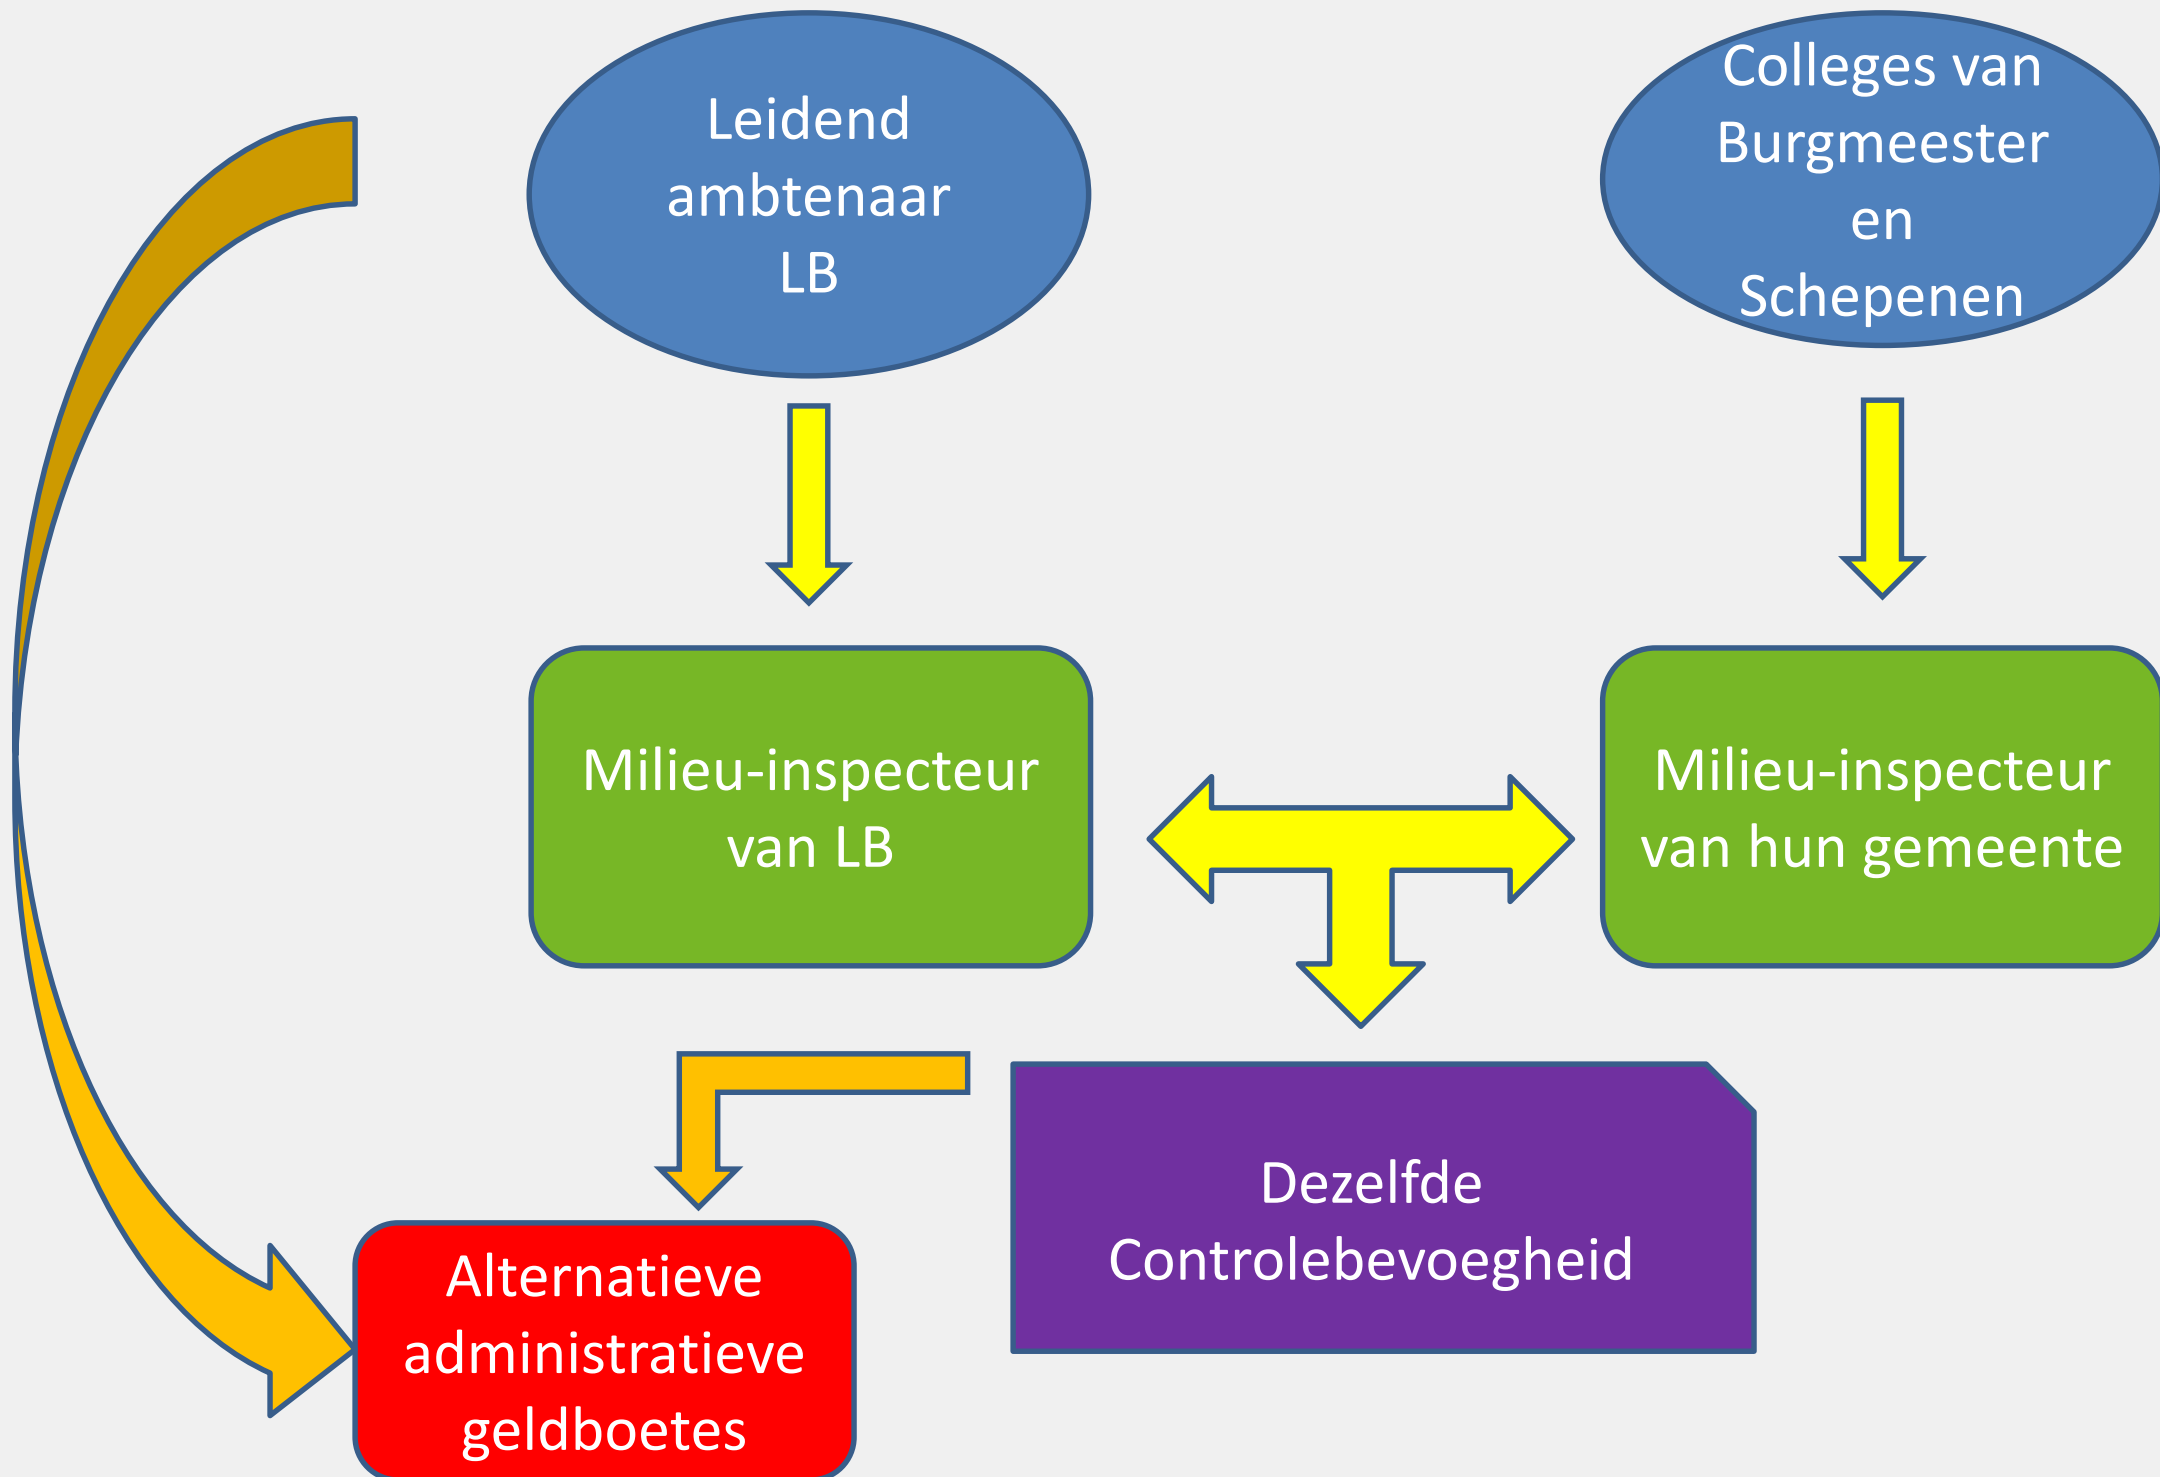 Leidend
ambtenaar
LB
Colleges van
Burgmeester
en
Schepenen
Milieu-inspecteur
van LB
Milieu-inspecteur
van hun gemeente
Dezelfde
Controlebevoegheid
Alternatieve
administratieve
geldboetes